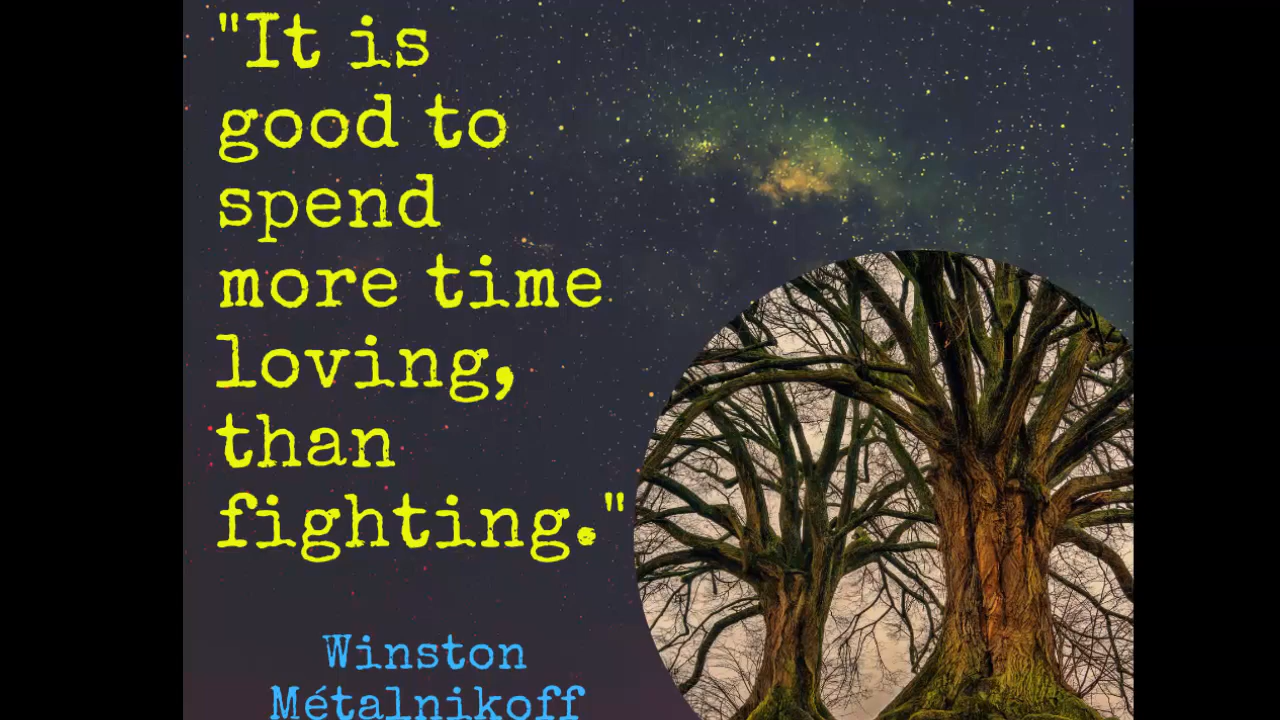 "It is
good to
spend
more time
loving,
than
fighting."
Winston
Métalnikoff